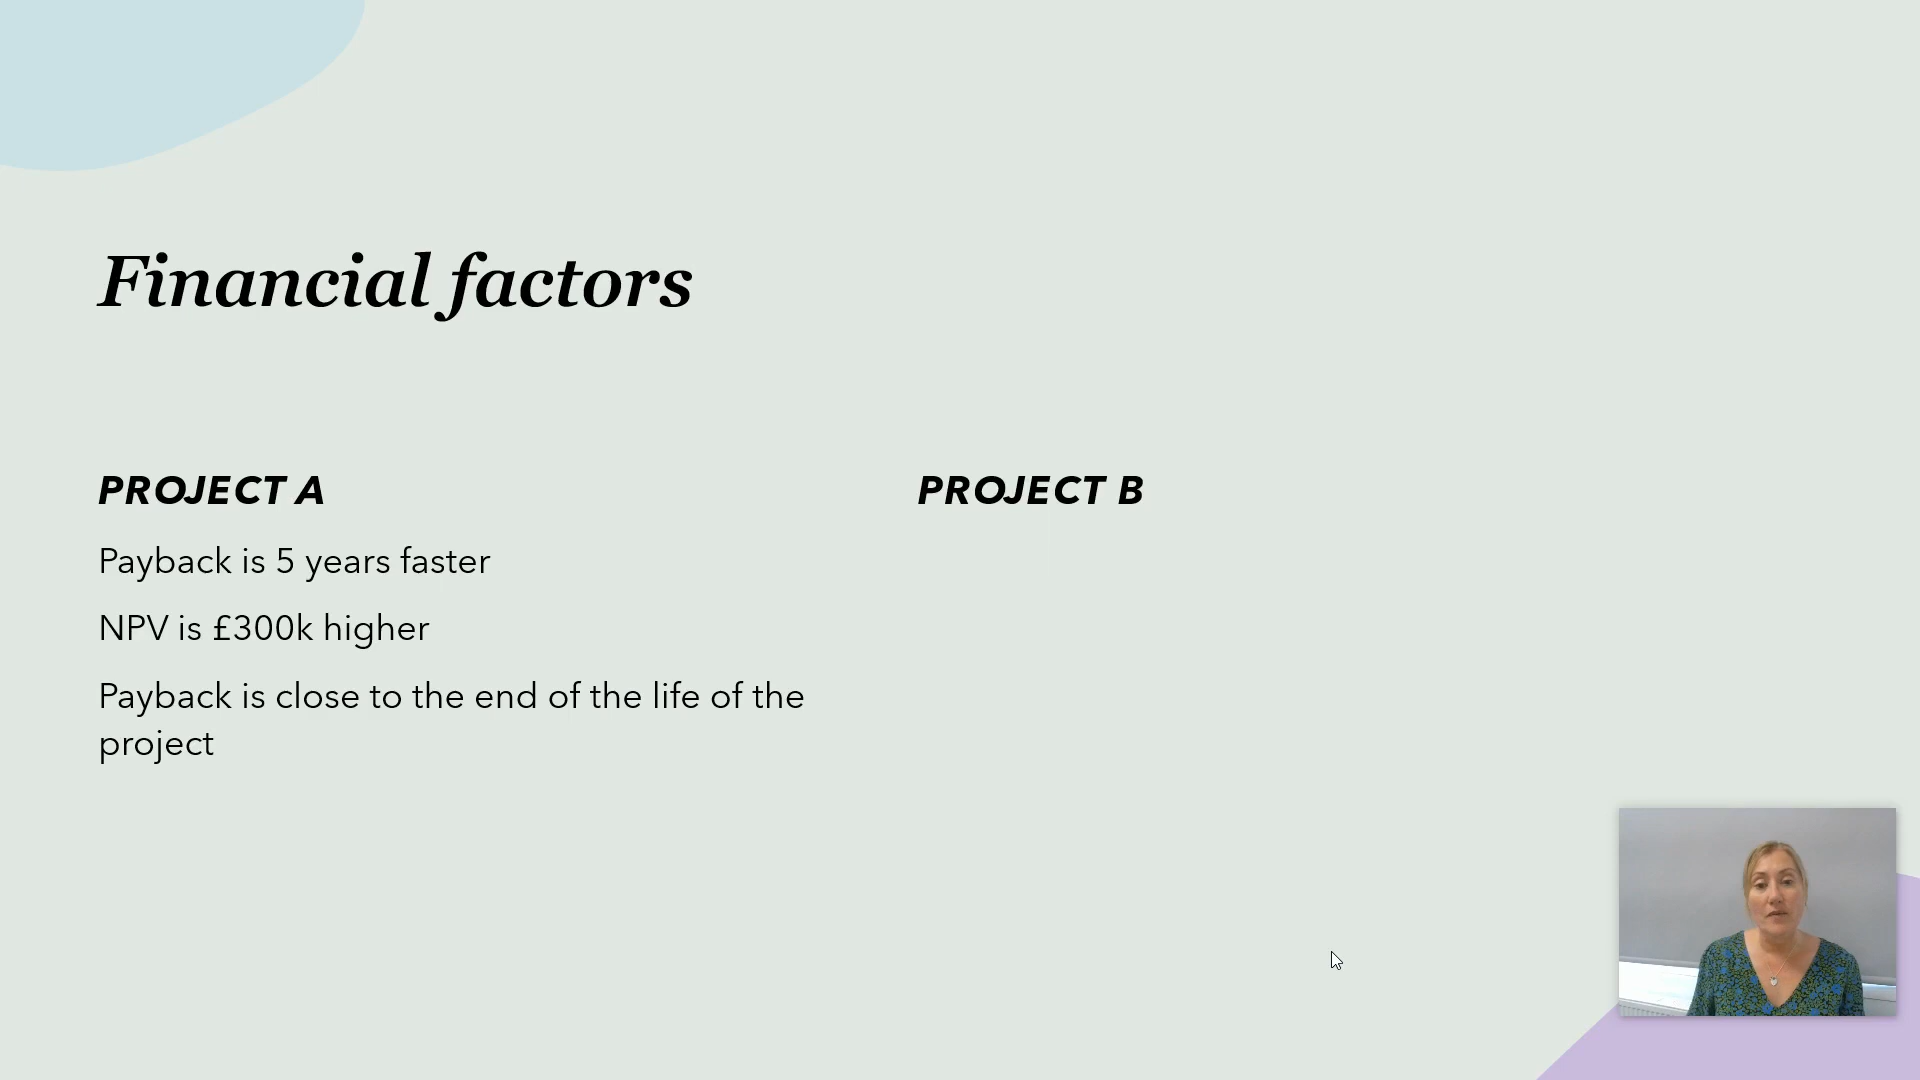 Financial factors
PROJECT A
Payback is 5 years faster
NPV is £300k higher
Payback is close to the end of the life of the
project
PROJECT B